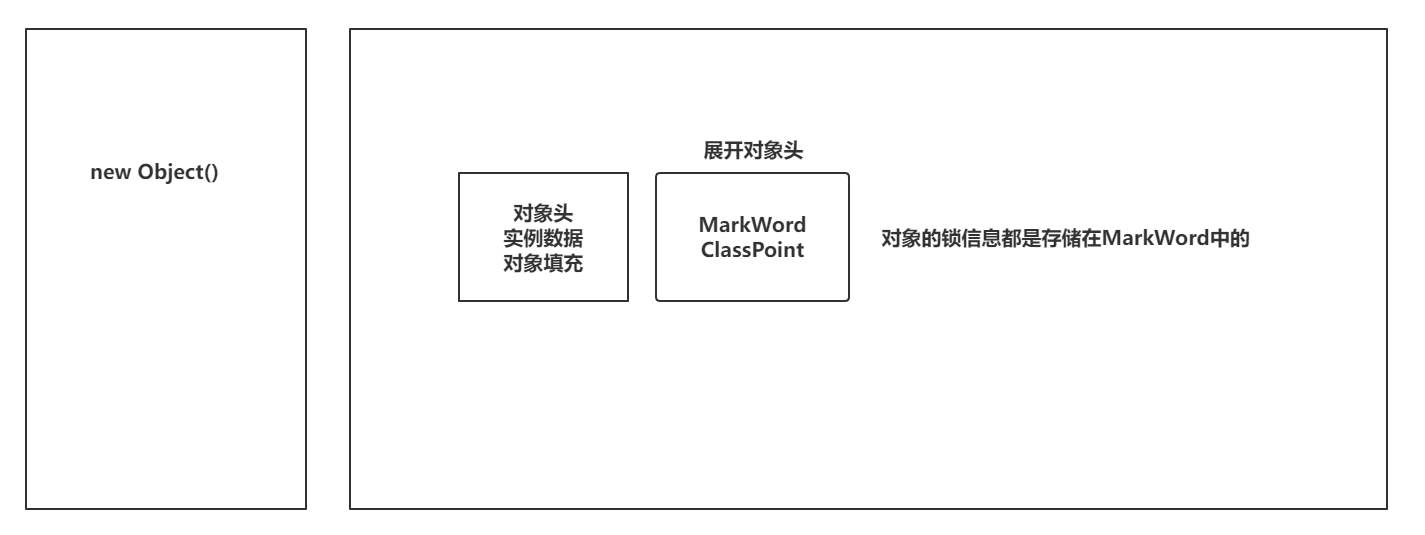 new Object()
展开对象头
对象头
实例数据
对象填充
MarkWord
ClassPoint
对象的锁信息都是存储在MarkWord中的